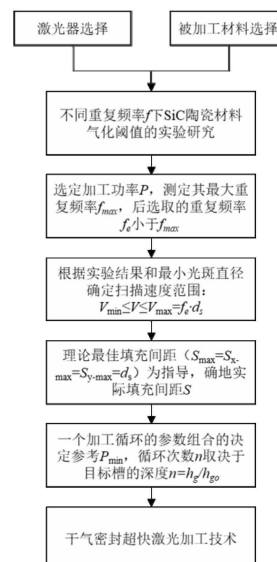 激光器选择
被加工材料选择
不同重复频率f下SiC陶瓷材料
气化阈值的实验研究
选定加工功率P，测定其最大重
复频率fmax，后选取的重复频率
fe小于fmax
根据实验结果和最小光斑直径
确定扫描速度范围：
Vmin≤V≤Vmax=fe·ds
理论最佳填充间距（Smax=Sx-
max=Sy-max=ds）为指导，确地实
际填充间距S
一个加工循环的参数组合的决
定参考Pmin，循环次数n取决于
目标槽的深度n=hg/hgo
干气密封超快激光加工技术